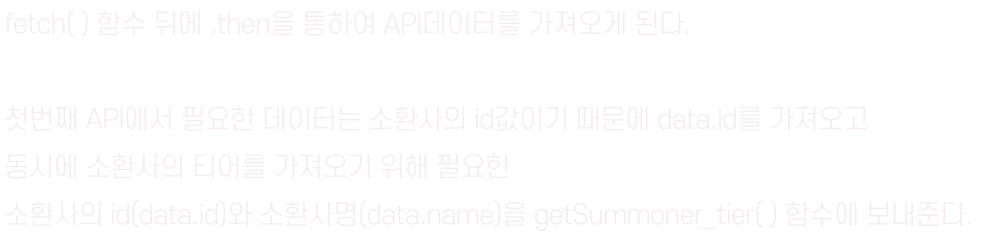 fetch( ) 함수 뒤에 .then을 통하여 API데이터를 가져오게 된다.
첫번째 API에서 필요한 데이터는 소환사의 id값이기 때문에 data.id를 가져오고
동시에 소환사의 티어를 가져오기 위해 필요한
소환사의 id(data.id)와 소환사명(data.name)을 getSummoner_tier( ) 함수에 보내준다.